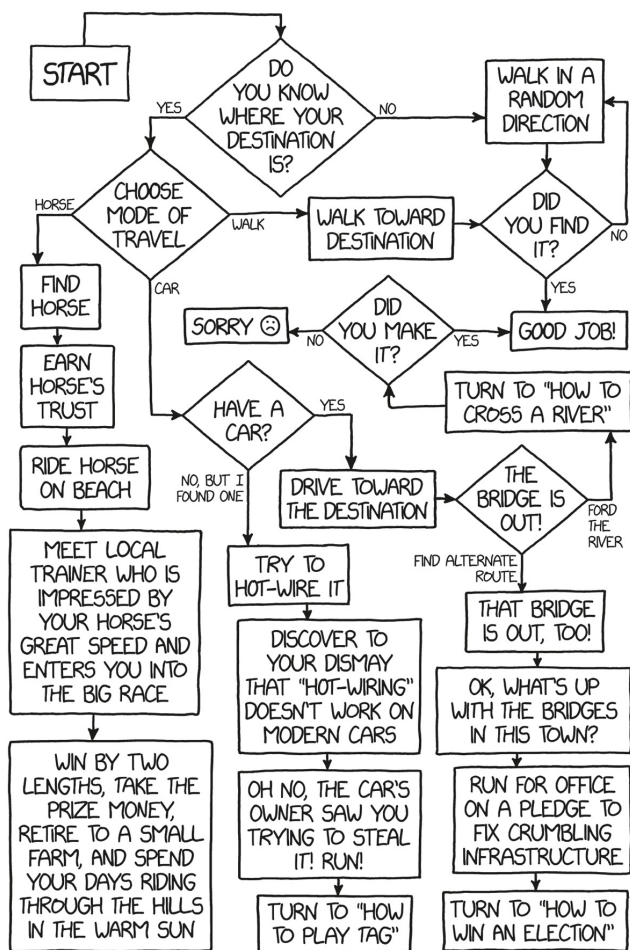 START
DO
YOU KNOW
WHERE YOUR
DESTINATION
IS?
YES
NO
WALK IN A
RANDOM
DIRECTION
CHOOSE
MODE OF
TRAVEL
HORSE
WALK
CAR
WALK TOWARD
DESTINATION
DID
YOU FIND
IT?
NO
YES
GOOD JOB!
FIND
HORSE
EARN
HORSE'S
TRUST
RIDE HORSE
ON BEACH
MEET LOCAL
TRAINER WHO IS
IMPRESSED BY
YOUR HORSE'S
GREAT SPEED AND
ENTERS YOU INTO
THE BIG RACE
WIN BY TWO
LENGTHS, TAKE THE
PRIZE MONEY,
RETIRE TO A SMALL
FARM, AND SPEND
YOUR DAYS RIDING
THROUGH THE HILLS
IN THE WARM SUN
HAVE A
CAR?
YES
NO, BUT I
FOUND ONE
TRY TO
HOT-WIRE IT
DISCOVER TO
YOUR DISMAY
THAT "HOT-WIRING"
DOESN'T WORK ON
MODERN CARS
OH NO, THE CAR'S
OWNER SAW YOU
TRYING TO STEAL
IT! RUN!
TURN TO "HOW
TO PLAY TAG"
DRIVE TOWARD
THE DESTINATION
THE
BRIDGE IS
OUT!
FORD
THE
RIVER
TURN TO "HOW TO
CROSS A RIVER"
DID
YOU MAKE
IT?
NO
YES
SORRY ☹
FIND ALTERNATE
ROUTE
THAT BRIDGE
IS OUT, TOO!
OK, WHAT'S UP
WITH THE BRIDGES
IN THIS TOWN?
RUN FOR OFFICE
ON A PLEDGE TO
FIX CRUMBLING
INFRASTRUCTURE
TURN TO "HOW TO
WIN AN ELECTION"